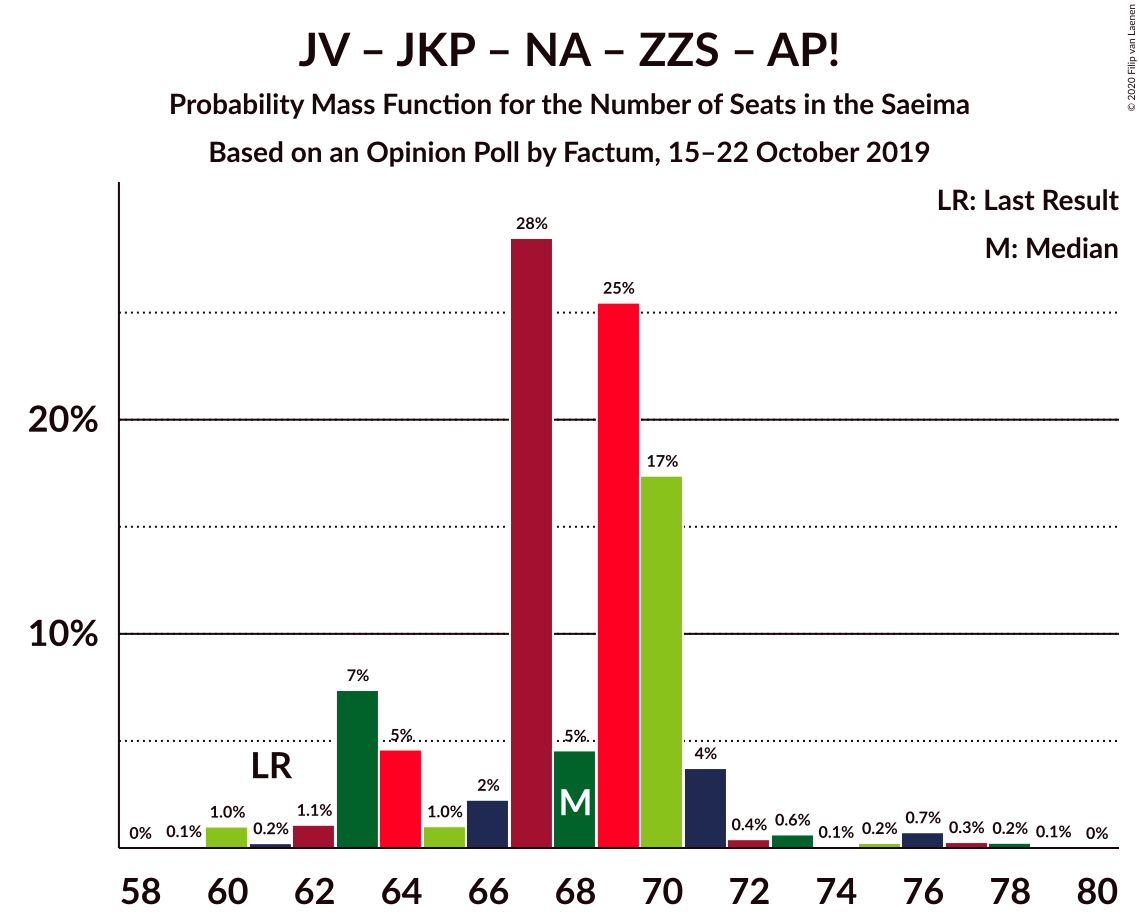 JV – JKP – NA – ZZS – AP!
Probability Mass Function for the Number of Seats in the Saeima
Based on an Opinion Poll by Factum, 15–22 October 2019
© 2020 Filip van Laenen
LR: Last Result
M: Median
20%
10%
0%
0.1%
1.0%
0.2%
1.1%
7%
5%
1.0%
2%
28%
5%
25%
17%
4%
0.4%
0.6%
0.1%
0.2%
0.7%
0.3%
0.2%
0.1%
0%
LR
M
58 60 62 64 66 68 70 72 74 76 78 80